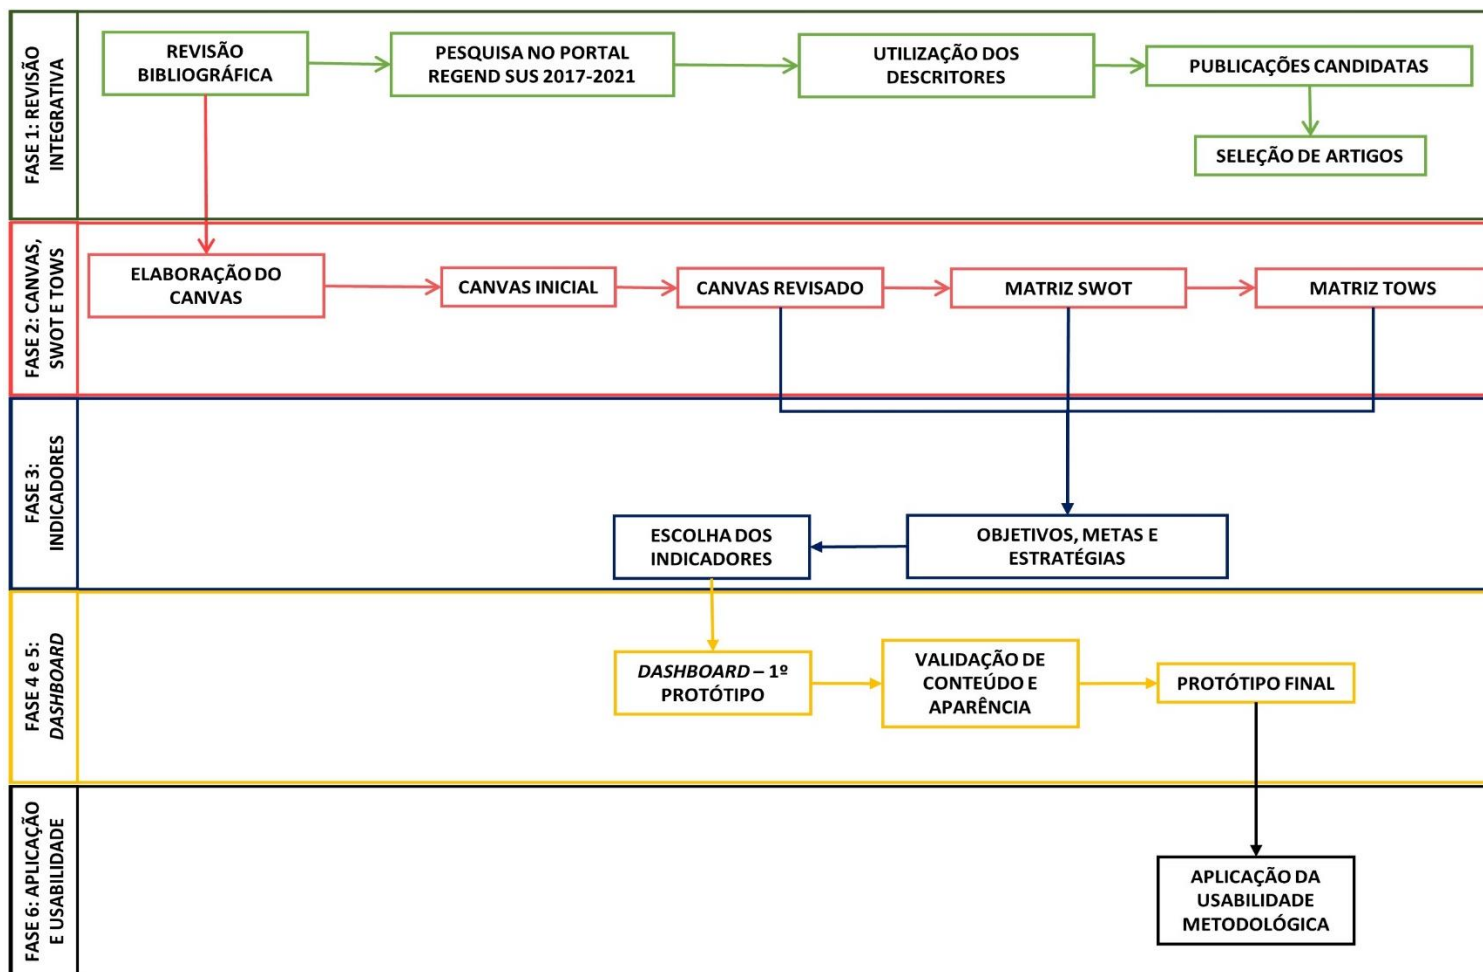 FASE 1: REVISÃO
INTEGRATIVA
REVISÃO
BIBLIOGRÁFICA
PESQUISA NO PORTAL
REGEND SUS 2017-2021
UTILIZAÇÃO DOS
DESCRITORES
PUBLICAÇÕES CANDIDATAS
SELEÇÃO DE ARTIGOS
FASE 2: CANVAS,
SWOT E TOWS
ELABORAÇÃO DO
CANVAS
CANVAS INICIAL
CANVAS REVISADO
MATRIZ SWOT
MATRIZ TOWS
FASE 3:
INDICADORES
ESCOLHA DOS
INDICADORES
OBJETIVOS, METAS E
ESTRATÉGIAS
FASE 4 e 5:
DASHBOARD
DASHBOARD – 1º
PROTÓTIPO
VALIDAÇÃO DE
CONTEÚDO E
APARÊNCIA
PROTÓTIPO FINAL
FASE 6: APLICAÇÃO
E USABILIDADE
APLICAÇÃO DA
USABILIDADE
METODOLÓGICA